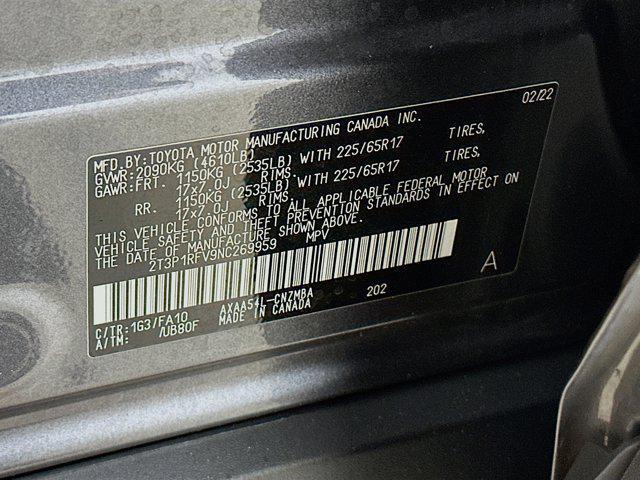 02/22
MFD.BY:TOYOTA MOTOR MANUFACTURING CANADA INC.
GVWR:2090KG (4610LB)
GAWR:FRT. 1150KG (2535LB) WITH 225/65R17 TIRES,
17x7.0J RIMS.
RR. 1150KG (2535LB) WITH 225/65R17 TIRES,
17x7.0J RIMS.
THIS VEHICLE CONFORMS TO ALL APPLICABLE FEDERAL MOTOR
VEHICLE SAFETY AND THEFT PREVENTION STANDARDS IN EFFECT ON
THE DATE OF MANUFACTURE SHOWN ABOVE.
2T3P1RFV9NC269959 MPV
A
C/TR:1G3/FA10 AXAA54L-CNZMBA 202
A/TM: /UB80F MADE IN CANADA